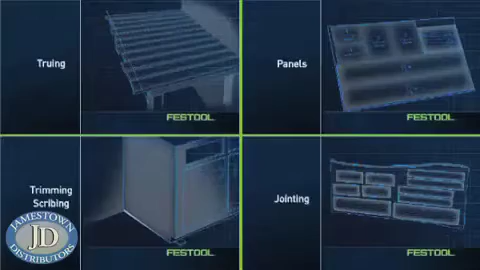 Truing
FESTOOL
Panels
FESTOOL
Trimming
Scribing
FESTOOL
Jointing
FESTOOL
JAMESTOWN
JD
DISTRIBUTORS